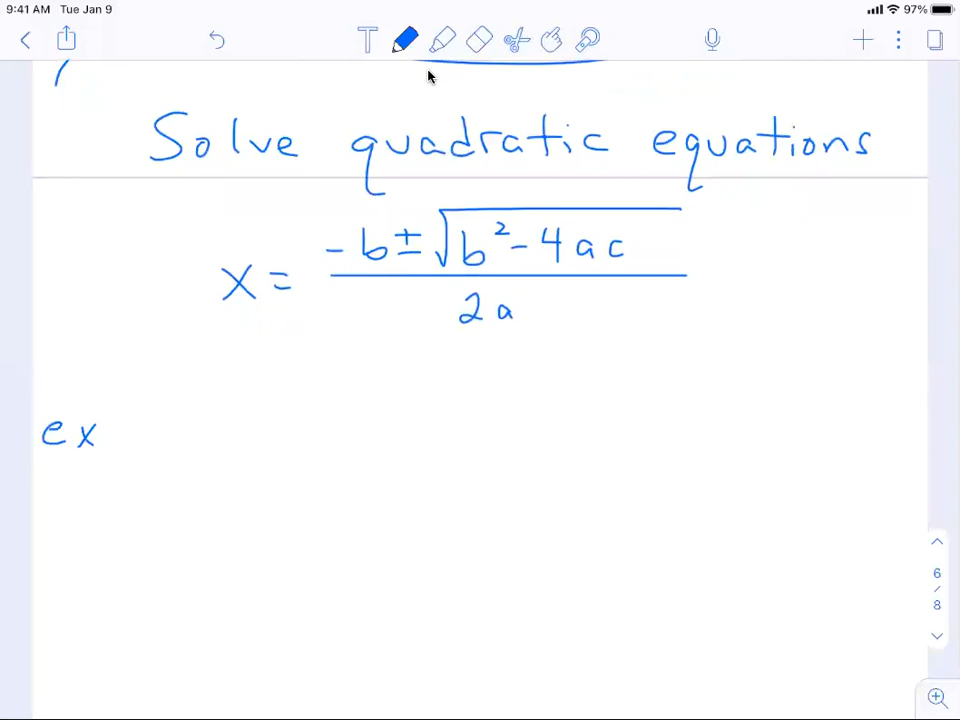 9:41 AM Tue Jan 9 97%
T
Solve quadratic equations
x = -b ± √b² - 4ac
2a
ex
6
/
8